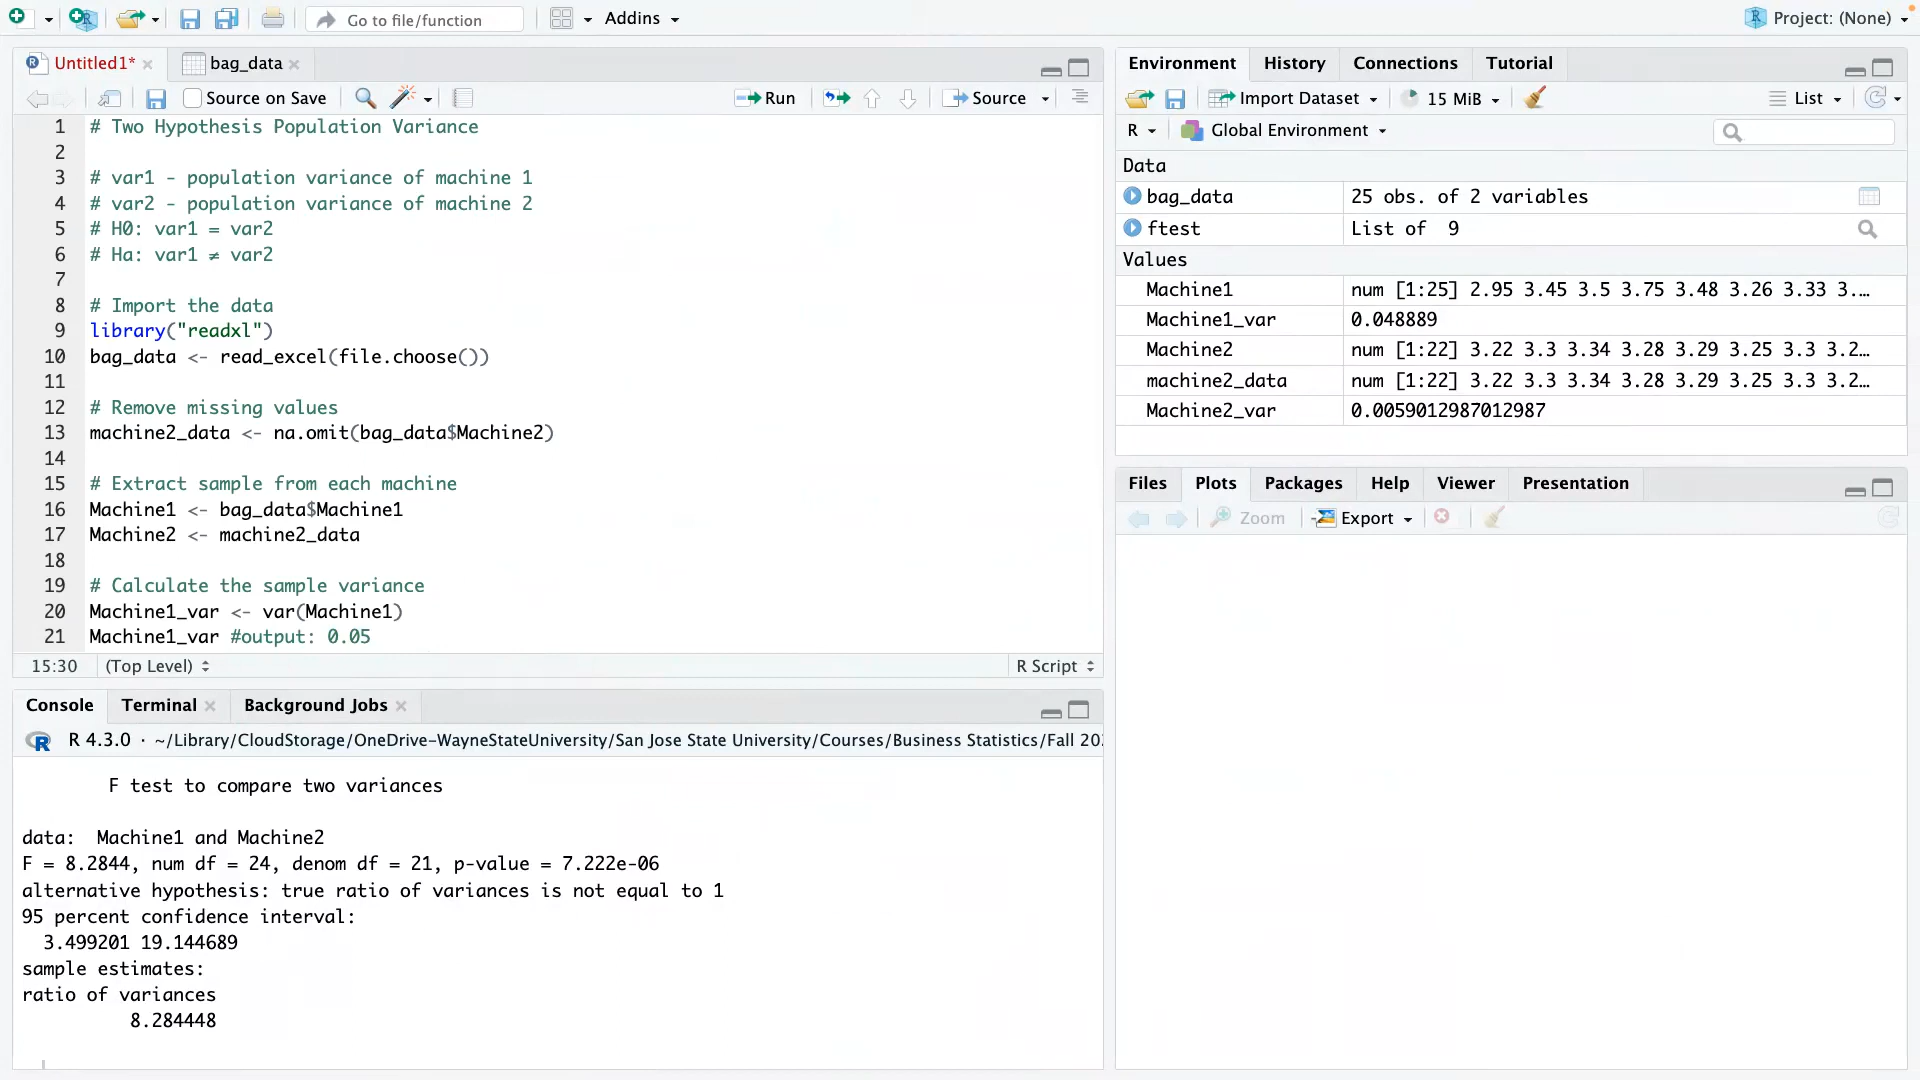 Go to file/function
Addins
Project: (None)
Untitled1*
bag_data
Source on Save
Run
Source
1 # Two Hypothesis Population Variance
2
3 # var1 - population variance of machine 1
4 # var2 - population variance of machine 2
5 # H0: var1 = var2
6 # Ha: var1 ≠ var2
7
8 # Import the data
9 library("readxl")
10 bag_data <- read_excel(file.choose())
11
12 # Remove missing values
13 machine2_data <- na.omit(bag_data$Machine2)
14
15 # Extract sample from each machine
16 Machine1 <- bag_data$Machine1
17 Machine2 <- machine2_data
18
19 # Calculate the sample variance
20 Machine1_var <- var(Machine1)
21 Machine1_var #output: 0.05
15:30 (Top Level) R Script
Console Terminal Background Jobs
R 4.3.0 · ~/Library/CloudStorage/OneDrive-WayneStateUniversity/San Jose State University/Courses/Business Statistics/Fall
F test to compare two variances
data: Machine1 and Machine2
F = 8.2844, num df = 24, denom df = 21, p-value = 7.222e-06
alternative hypothesis: true ratio of variances is not equal to 1
95 percent confidence interval:
3.499201 19.144689
sample estimates:
ratio of variances
8.284448
Environment History Connections Tutorial
Import Dataset 15 MiB List
R Global Environment
Data
bag_data 25 obs. of 2 variables
ftest List of 9
Values
Machine1 num [1:25] 2.95 3.45 3.5 3.75 3.48 3.26 3.33 3.…
Machine1_var 0.048889
Machine2 num [1:22] 3.22 3.3 3.34 3.28 3.29 3.25 3.3 3.2…
machine2_data num [1:22] 3.22 3.3 3.34 3.28 3.29 3.25 3.3 3.2…
Machine2_var 0.0059012987012987
Files Plots Packages Help Viewer Presentation
Zoom Export